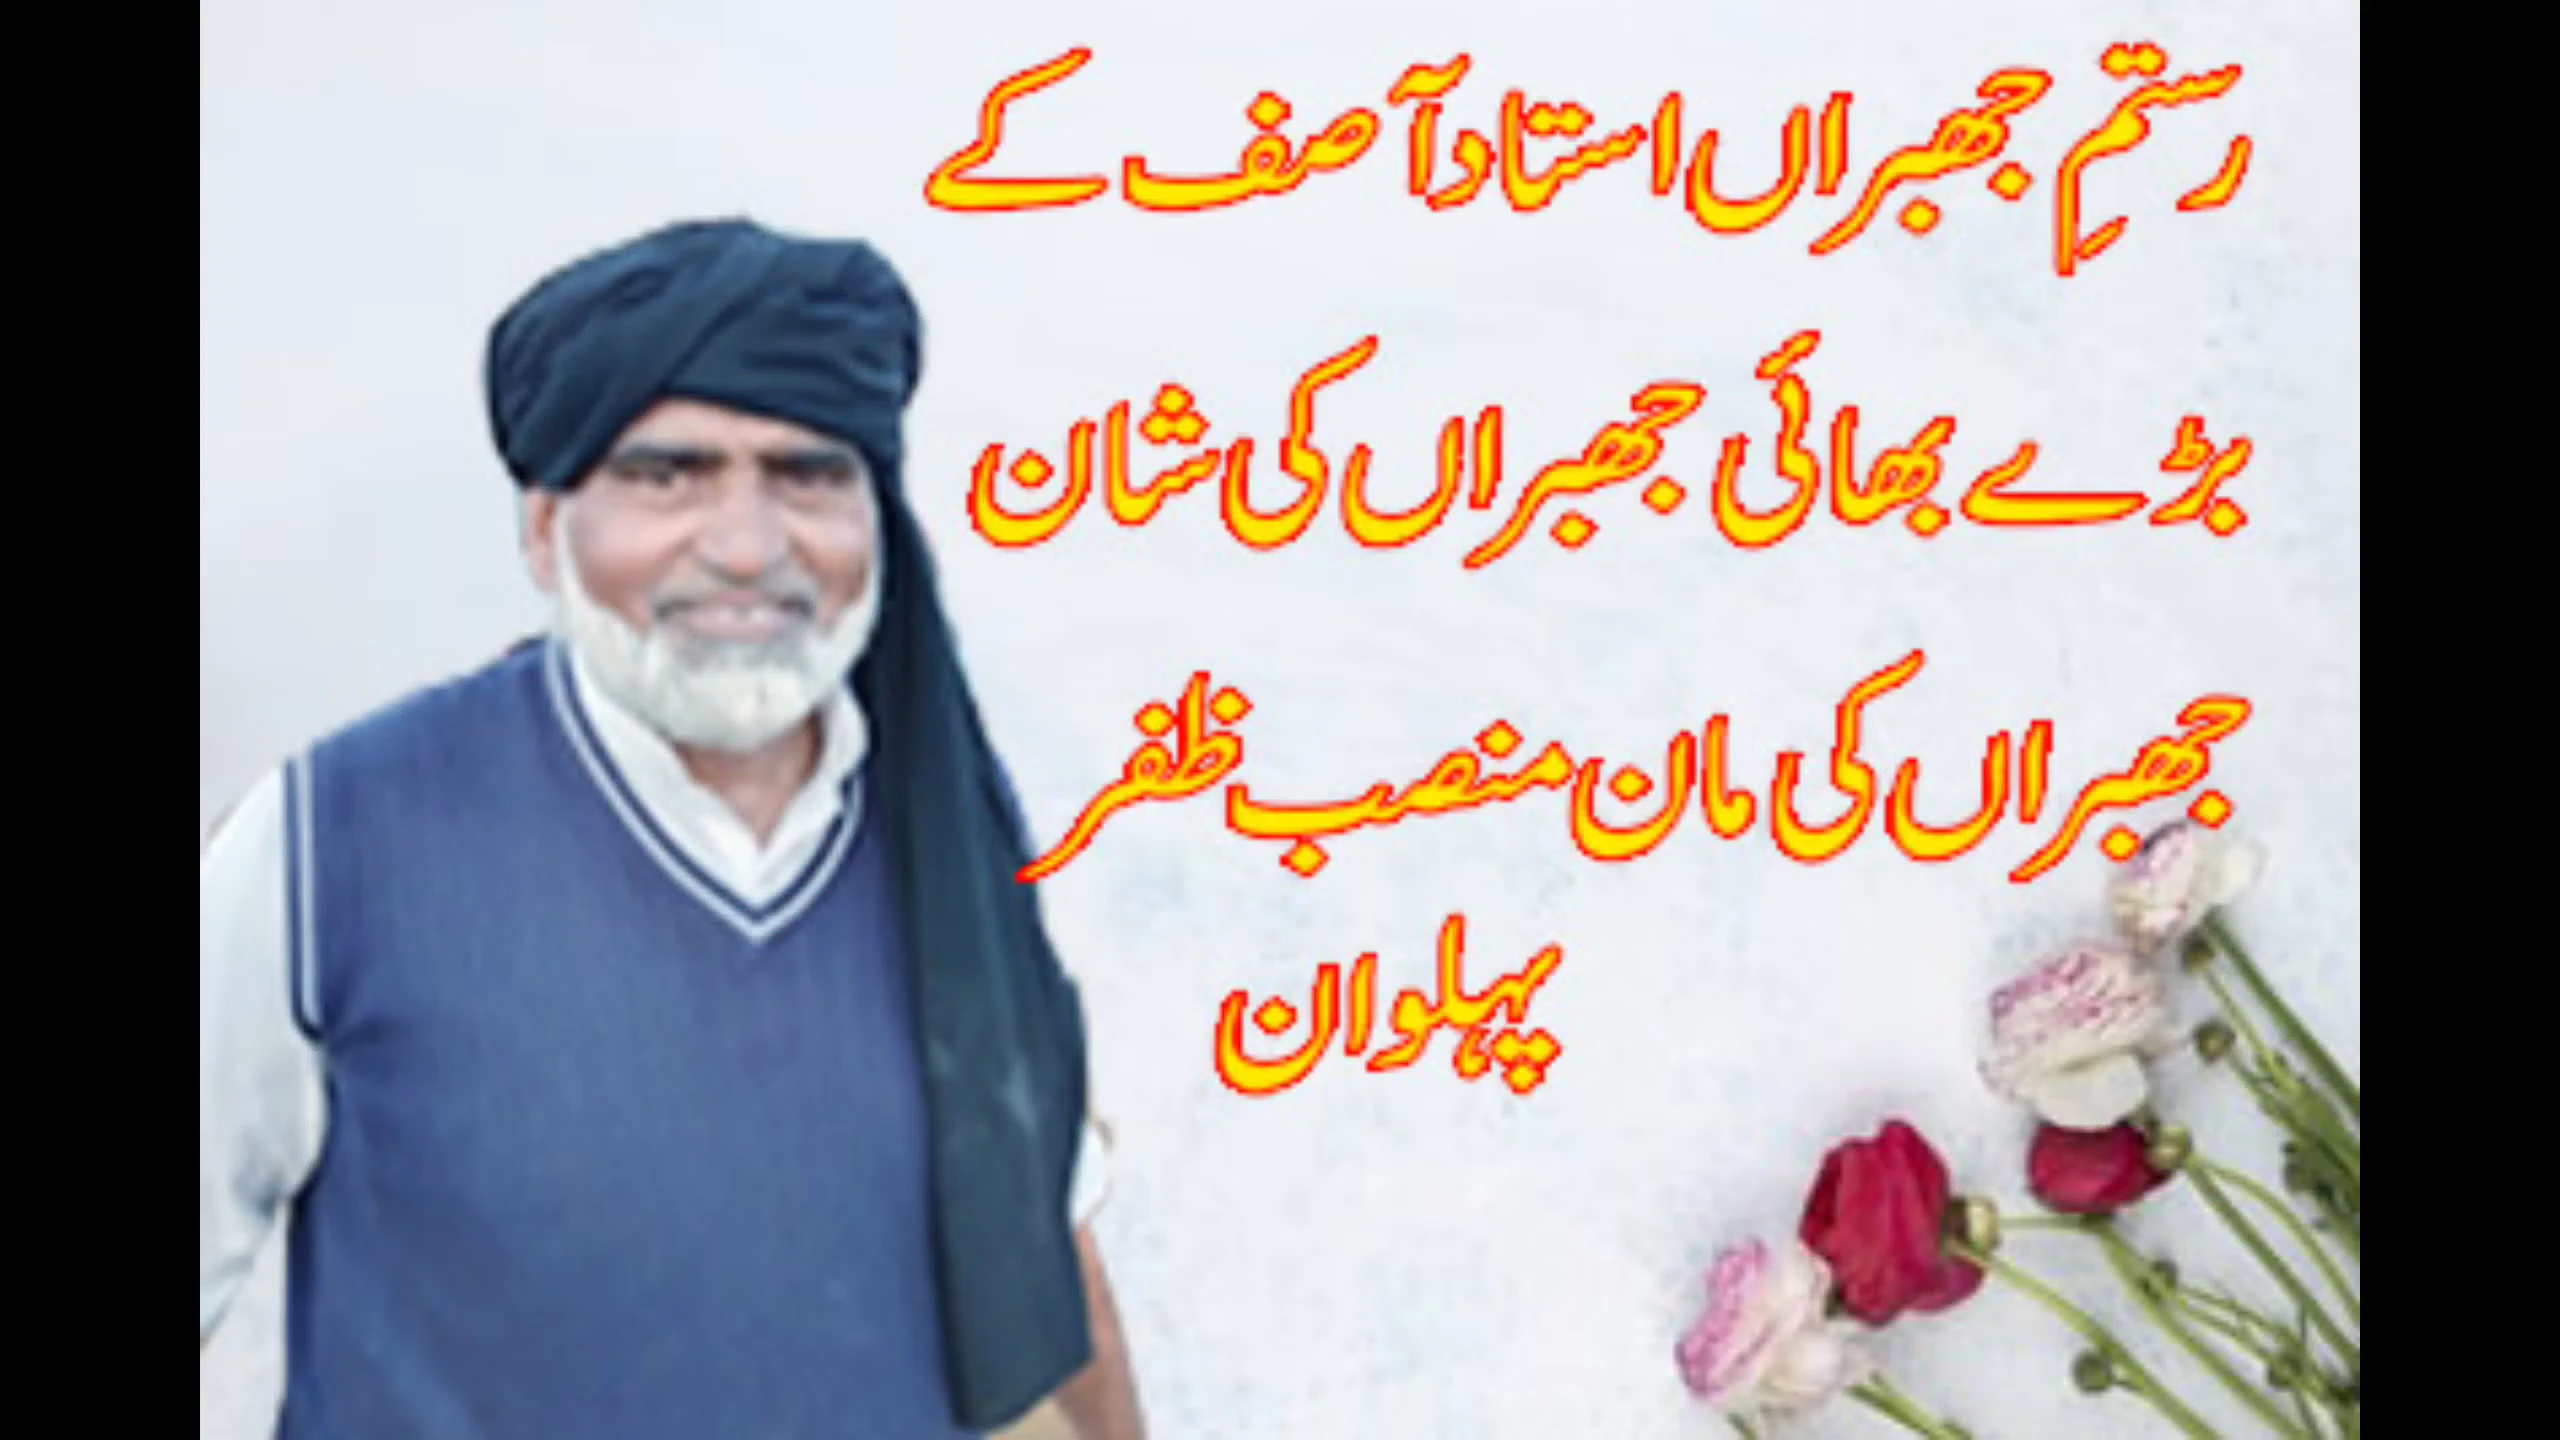 رستمِ جھبراں استاد آصف کے
بڑے بھائی جھبراں کی شان
جھبراں کی مان منصب ظفر
پہلوان